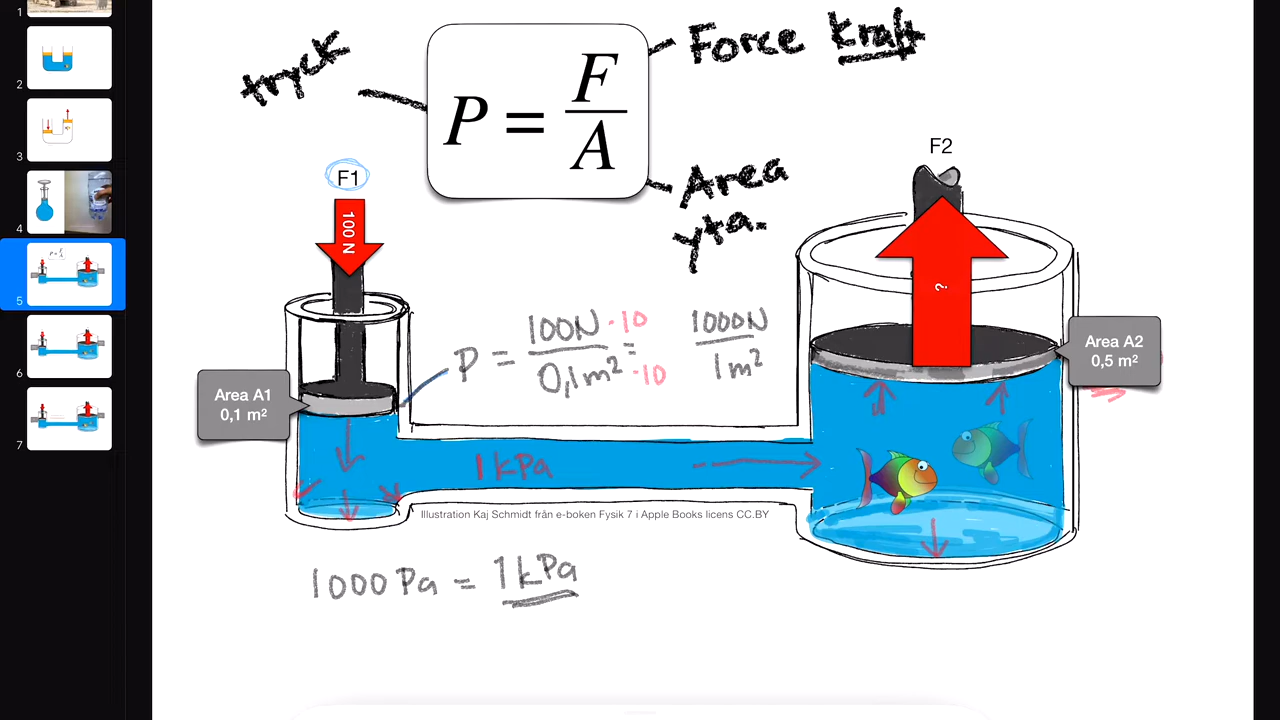 1
2
3
4
5
6
7
tryck
P = F / A
Force kraft
Area
yta.
F1
100 N
F2
?
Area A1
0,1 m²
Area A2
0,5 m²
P = 100N · 10 / 0,1m² · 10 = 1000N / 1m²
1 kPa
Illustration Kaj Schmidt från e-boken Fysik 7 i Apple Books licens CC.BY
1000 Pa = 1 kPa